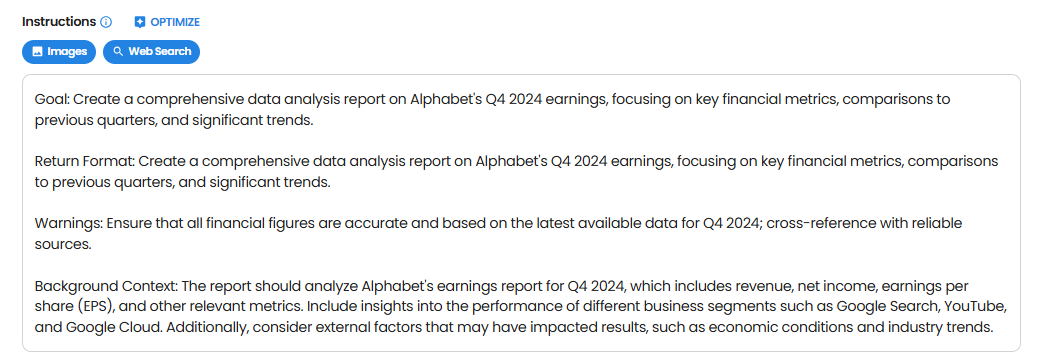 Instructions
OPTIMIZE
Images
Web Search
Goal: Create a comprehensive data analysis report on Alphabet's Q4 2024 earnings, focusing on key financial metrics, comparisons to
previous quarters, and significant trends.
Return Format: Create a comprehensive data analysis report on Alphabet's Q4 2024 earnings, focusing on key financial metrics, comparisons
to previous quarters, and significant trends.
Warnings: Ensure that all financial figures are accurate and based on the latest available data for Q4 2024; cross-reference with reliable
sources.
Background Context: The report should analyze Alphabet's earnings report for Q4 2024, which includes revenue, net income, earnings per
share (EPS), and other relevant metrics. Include insights into the performance of different business segments such as Google Search, YouTube,
and Google Cloud. Additionally, consider external factors that may have impacted results, such as economic conditions and industry trends.